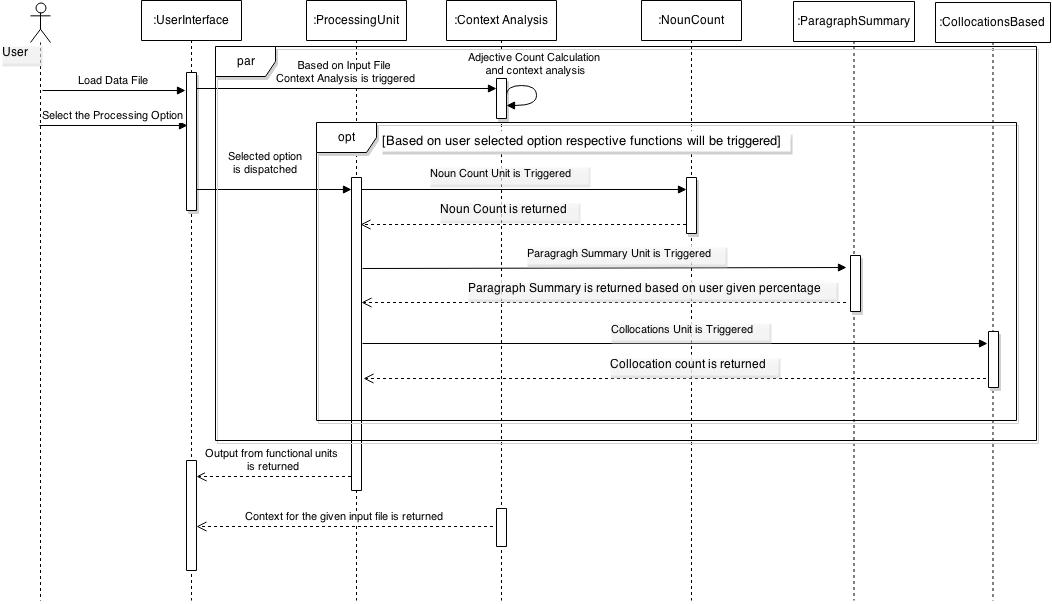 :UserInterface
:ProcessingUnit
:Context Analysis
:NounCount
:ParagraphSummary
:CollocationsBased
User
par
Load Data File
Based on Input File
Context Analysis is triggered
Adjective Count Calculation
and context analysis
Select the Processing Option
opt
[Based on user selected option respective functions will be triggered]
Selected option
is dispatched
Noun Count Unit is Triggered
Noun Count is returned
Paragragh Summary Unit is Triggered
Paragraph Summary is returned based on user given percentage
Collocations Unit is Triggered
Collocation count is returned
Output from functional units
is returned
Context for the given input file is returned